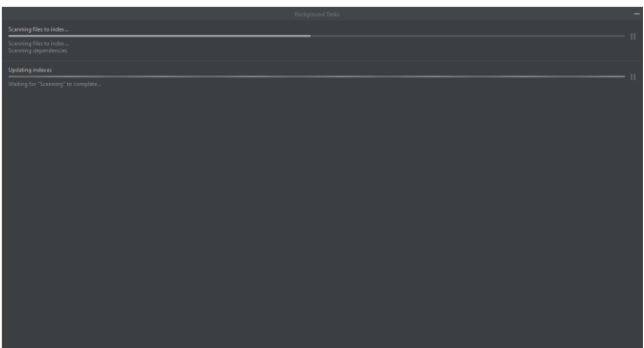 Background Tasks
Scanning files to index...
Scanning files to index...
Scanning dependencies
Updating indexes
Waiting for "Scanning" to complete...